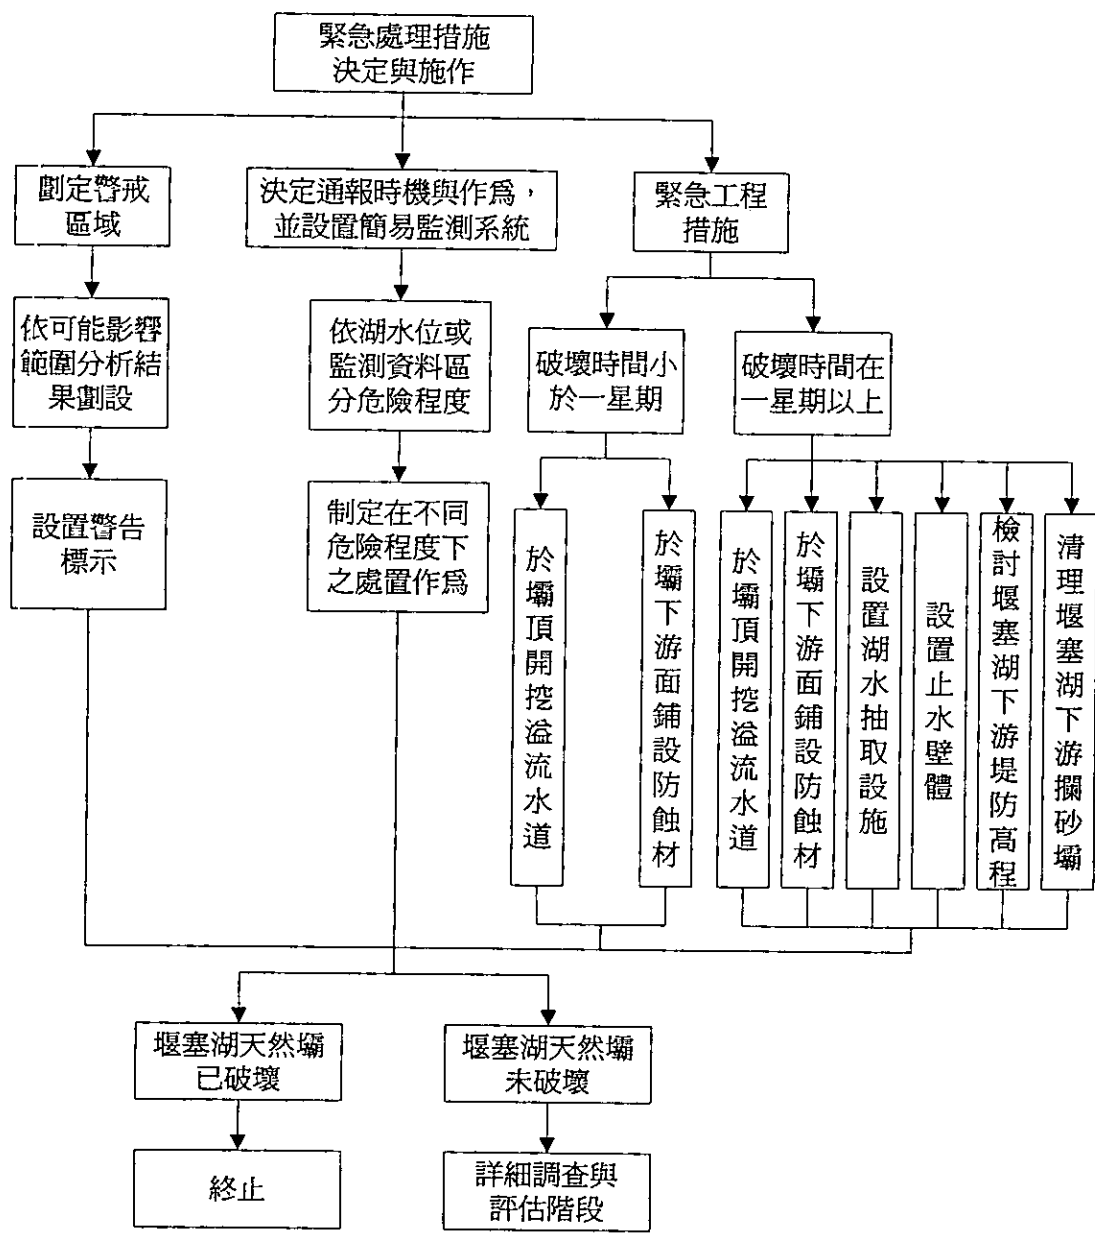 緊急處理措施
決定與施作
劃定警戒
區域
決定通報時機與作為，
並設置簡易監測系統
緊急工程
措施
依可能影響
範圍分析結
果劃設
依湖水位或
監測資料區
分危險程度
破壞時間小
於一星期
破壞時間在
一星期以上
設置警告
標示
制定在不同
危險程度下
之處置作為
於壩頂開挖溢流水道
於壩下游面鋪設防蝕材
於壩頂開挖溢流水道
於壩下游面鋪設防蝕材
設置湖水抽取設施
設置止水壁體
檢討堰塞湖下游堤防高程
清理堰塞湖下游攔砂壩
堰塞湖天然壩
已破壞
堰塞湖天然壩
未破壞
終止
詳細調查與
評估階段